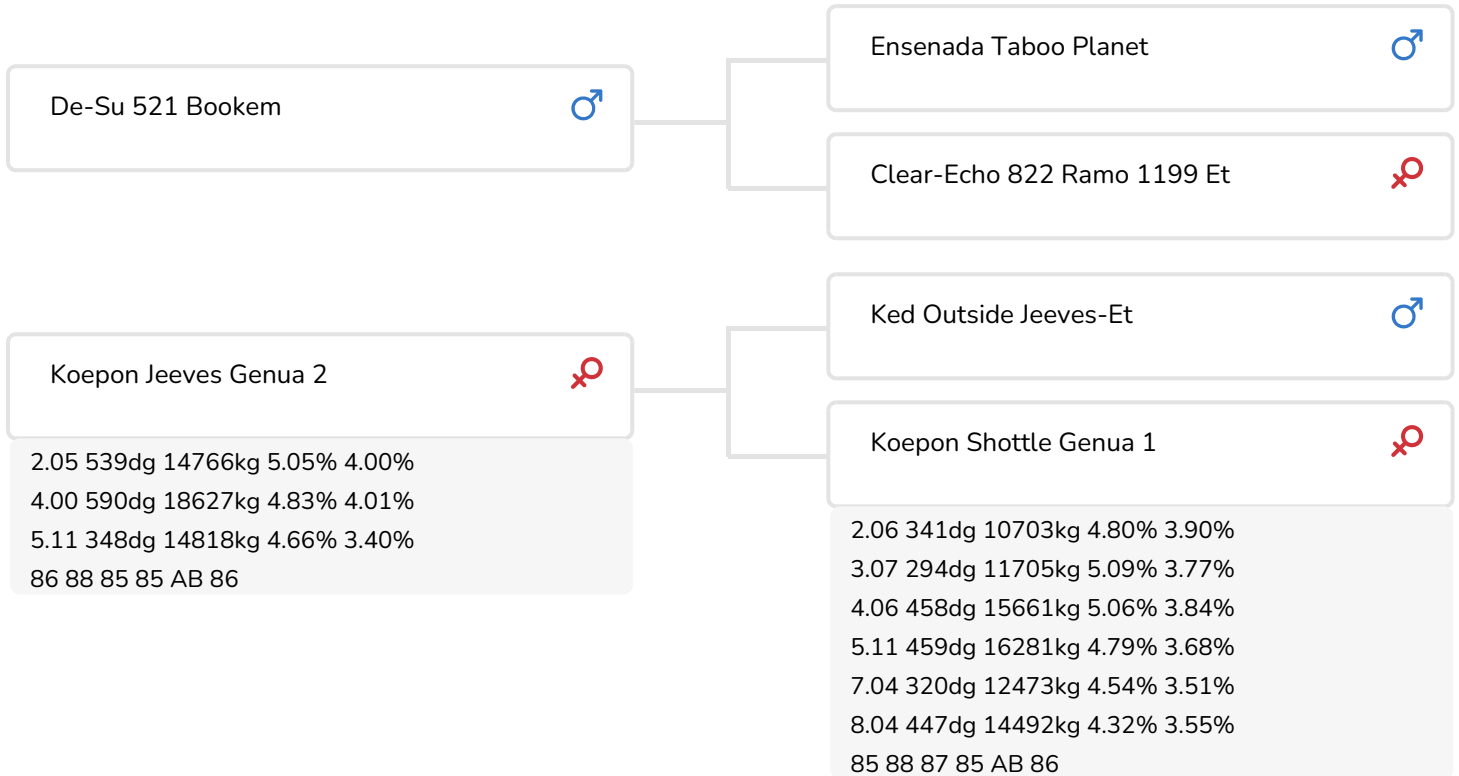 De-Su 521 Bookem
Ensenada Taboo Planet
Clear-Echo 822 Ramo 1199 Et
Koepon Jeeves Genua 2
2.05 539dg 14766kg 5.05% 4.00%
4.00 590dg 18627kg 4.83% 4.01%
5.11 348dg 14818kg 4.66% 3.40%
86 88 85 85 AB 86
Ked Outside Jeeves-Et
Koepon Shottle Genua 1
2.06 341dg 10703kg 4.80% 3.90%
3.07 294dg 11705kg 5.09% 3.77%
4.06 458dg 15661kg 5.06% 3.84%
5.11 459dg 16281kg 4.79% 3.68%
7.04 320dg 12473kg 4.54% 3.51%
8.04 447dg 14492kg 4.32% 3.55%
85 88 87 85 AB 86